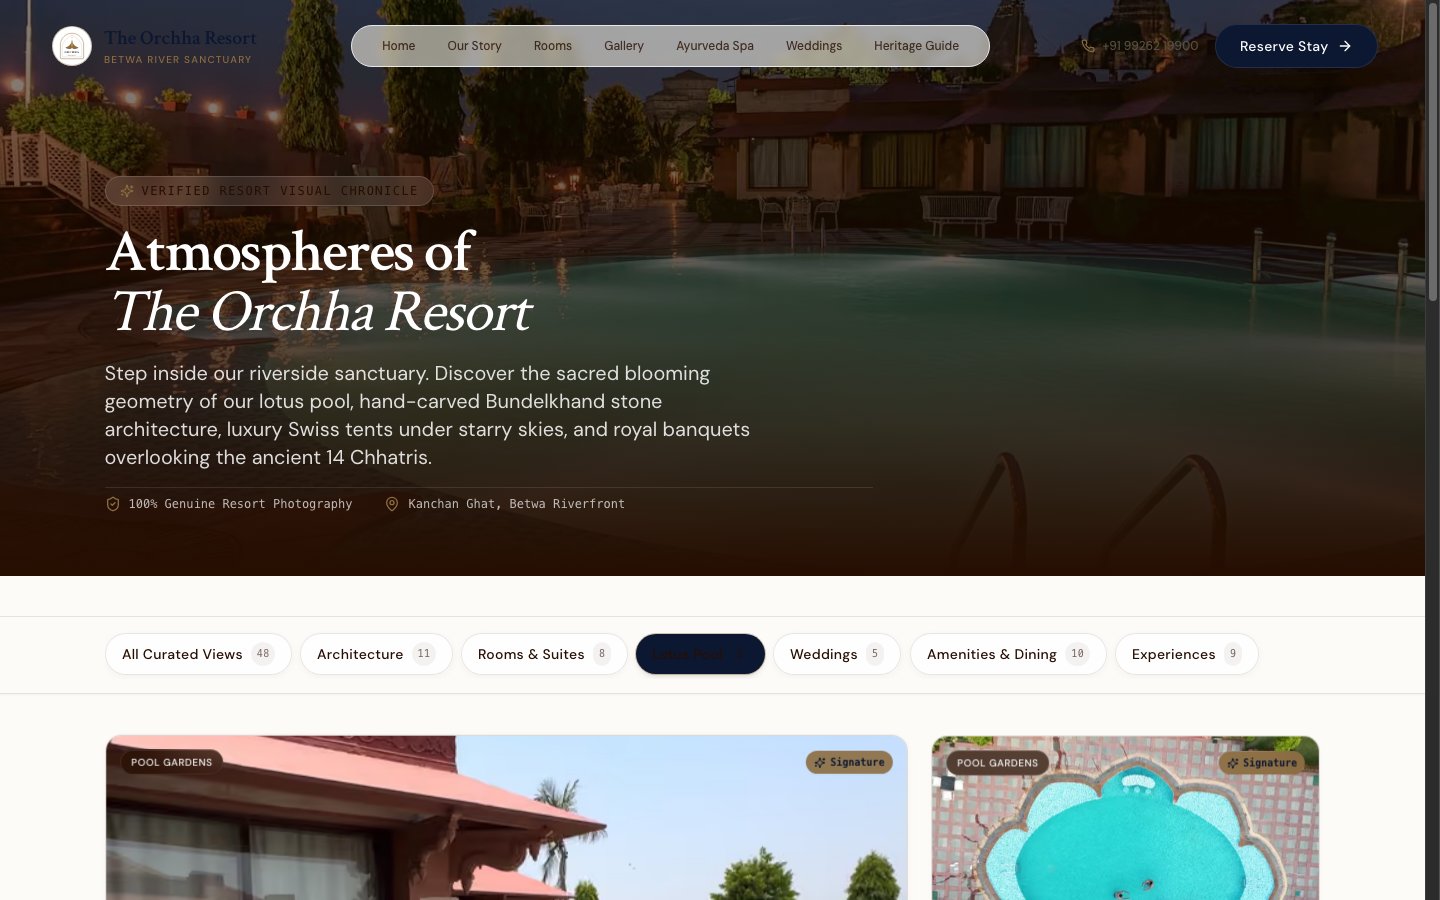 The Orchha Resort
BETWA RIVER SANCTUARY
Home Our Story Rooms Gallery Ayurveda Spa Weddings Heritage Guide
+91 99262 19900
Reserve Stay
VERIFIED RESORT VISUAL CHRONICLE
Atmospheres of
The Orchha Resort
Step inside our riverside sanctuary. Discover the sacred blooming
geometry of our lotus pool, hand-carved Bundelkhand stone
architecture, luxury Swiss tents under starry skies, and royal banquets
overlooking the ancient 14 Chhatris.
100% Genuine Resort Photography Kanchan Ghat, Betwa Riverfront
All Curated Views 48 Architecture 11 Rooms & Suites 8 Lotus Pool Weddings 5 Amenities & Dining 10 Experiences 9
POOL GARDENS Signature
POOL GARDENS Signature